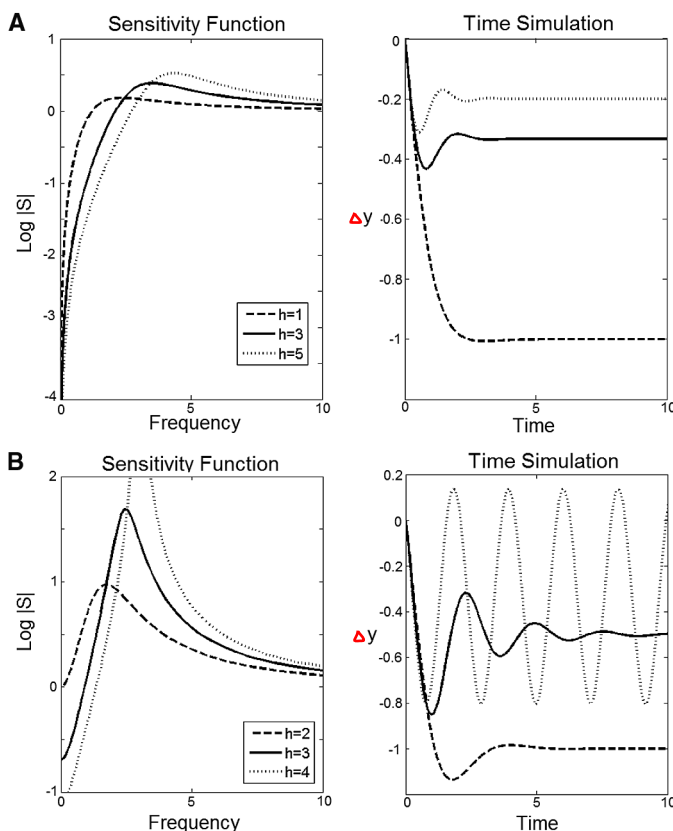 A
Sensitivity Function
Time Simulation
1
0
-1
-2
-3
-4
Log |S|
h=1
h=3
h=5
0
5
10
Frequency
0
-0.2
-0.4
-0.6
-0.8
-1
Δy
0
5
10
Time
B
Sensitivity Function
Time Simulation
2
1
0
-1
Log |S|
h=2
h=3
h=4
0
5
10
Frequency
0.2
0
-0.2
-0.4
-0.6
-0.8
-1
Δy
0
5
10
Time